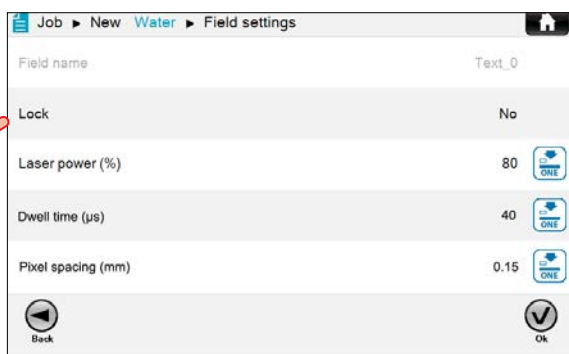 Job ► New Water ► Field settings
Field name Text_0
Lock No
Laser power (%) 80 ONE
Dwell time (µs) 40 ONE
Pixel spacing (mm) 0.15 ONE
Back Ok